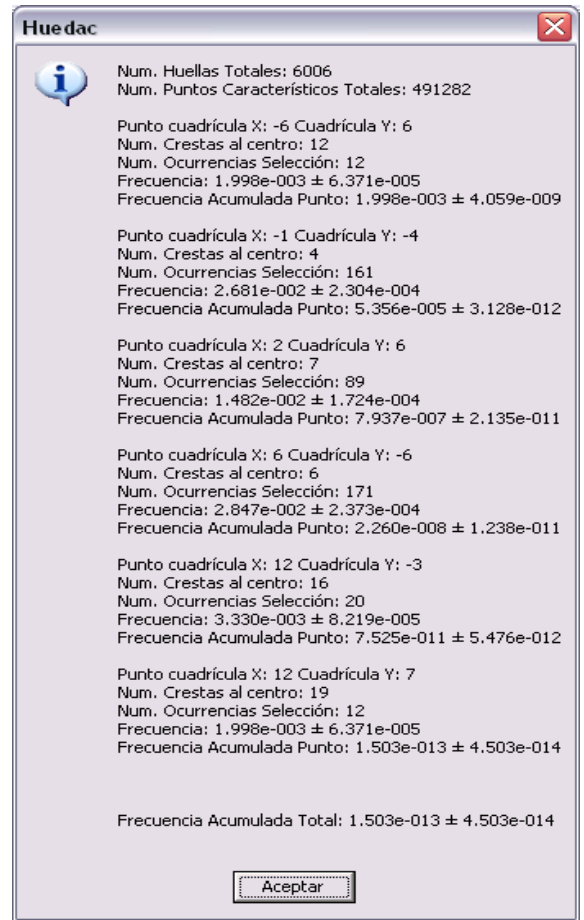 Huedac
Num. Huellas Totales: 6006
Num. Puntos Característicos Totales: 491282
Punto cuadrícula X: -6 Cuadrícula Y: 6
Num. Crestas al centro: 12
Num. Ocurrencias Selección: 12
Frecuencia: 1.998e-003 ± 6.371e-005
Frecuencia Acumulada Punto: 1.998e-003 ± 4.059e-009
Punto cuadrícula X: -1 Cuadrícula Y: -4
Num. Crestas al centro: 4
Num. Ocurrencias Selección: 161
Frecuencia: 2.681e-002 ± 2.304e-004
Frecuencia Acumulada Punto: 5.356e-005 ± 3.128e-012
Punto cuadrícula X: 2 Cuadrícula Y: 6
Num. Crestas al centro: 7
Num. Ocurrencias Selección: 89
Frecuencia: 1.482e-002 ± 1.724e-004
Frecuencia Acumulada Punto: 7.937e-007 ± 2.135e-011
Punto cuadrícula X: 6 Cuadrícula Y: -6
Num. Crestas al centro: 6
Num. Ocurrencias Selección: 171
Frecuencia: 2.847e-002 ± 2.373e-004
Frecuencia Acumulada Punto: 2.260e-008 ± 1.238e-011
Punto cuadrícula X: 12 Cuadrícula Y: -3
Num. Crestas al centro: 16
Num. Ocurrencias Selección: 20
Frecuencia: 3.330e-003 ± 8.219e-005
Frecuencia Acumulada Punto: 7.525e-011 ± 5.476e-012
Punto cuadrícula X: 12 Cuadrícula Y: 7
Num. Crestas al centro: 19
Num. Ocurrencias Selección: 12
Frecuencia: 1.998e-003 ± 6.371e-005
Frecuencia Acumulada Punto: 1.503e-013 ± 4.503e-014
Frecuencia Acumulada Total: 1.503e-013 ± 4.503e-014
Aceptar